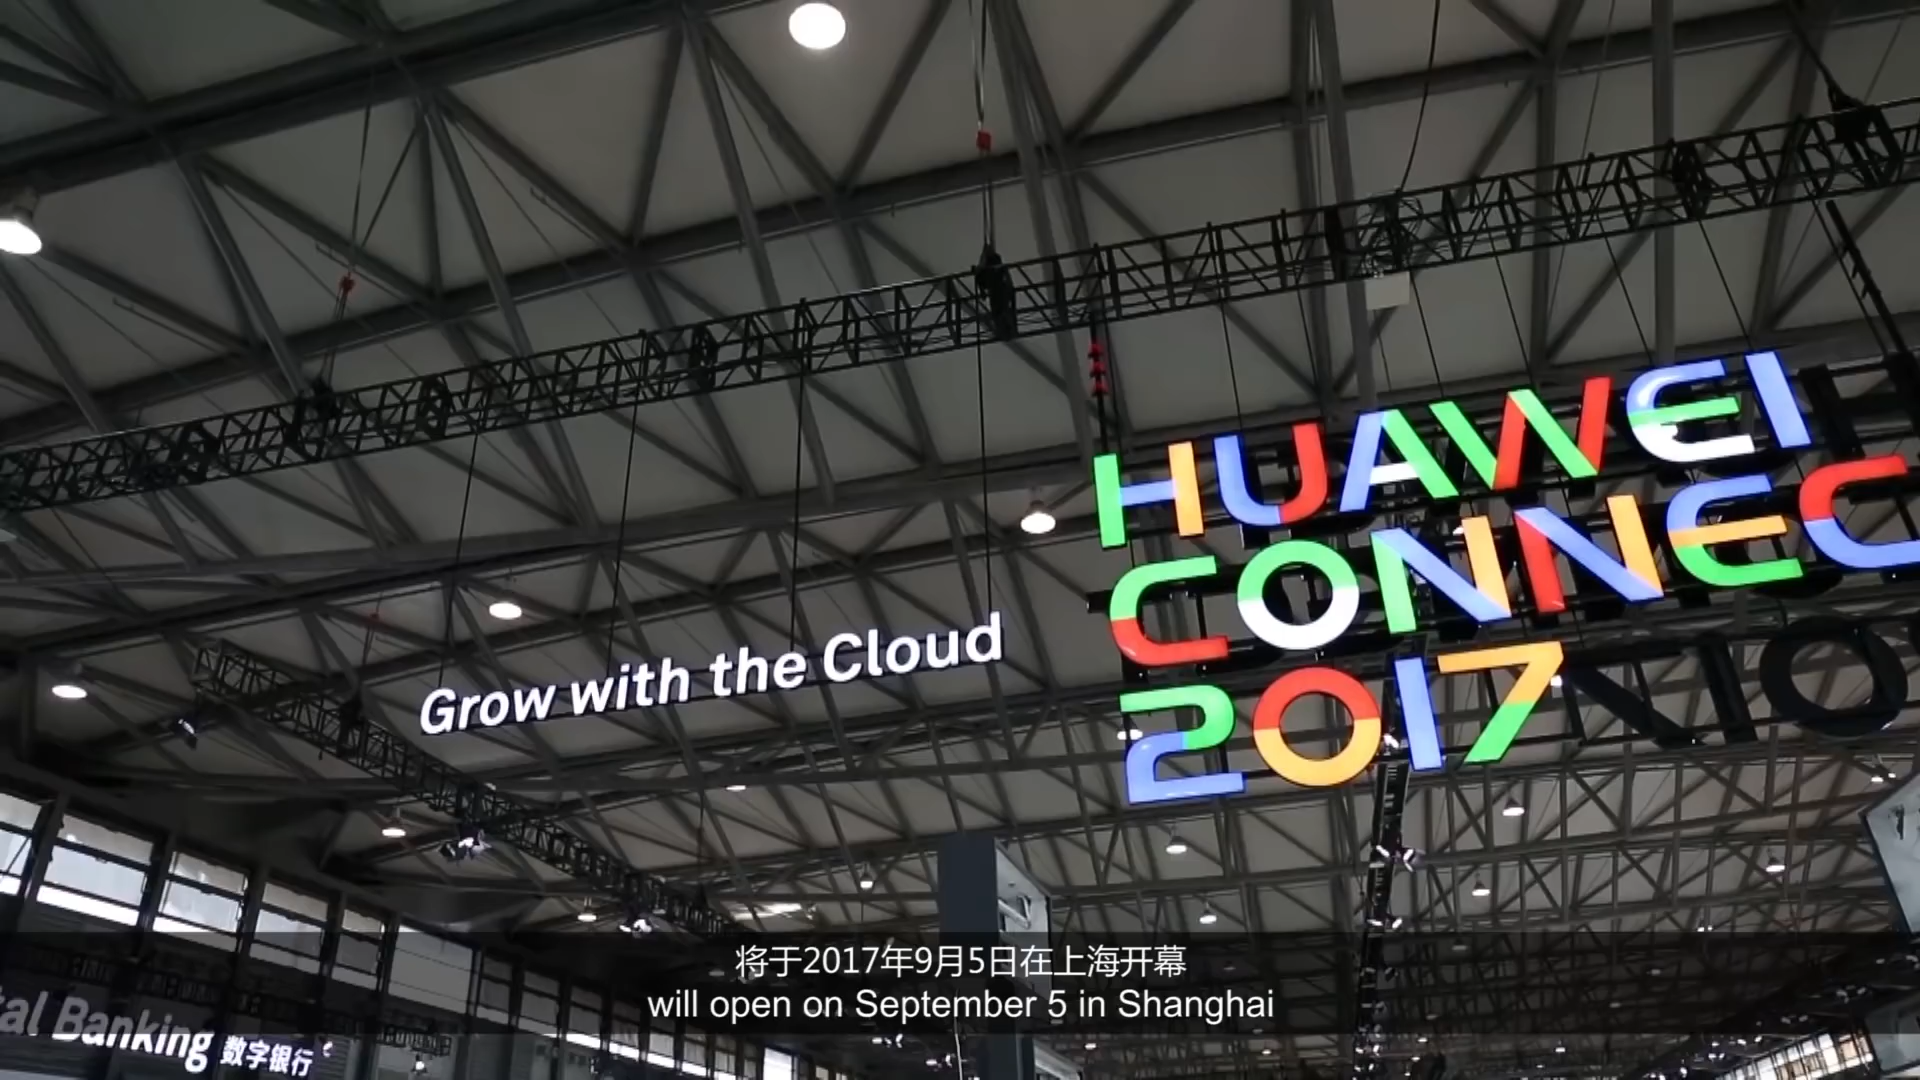 HUAWEI
CONNEC
2017
Grow with the Cloud
将于2017年9月5日在上海开幕
will open on September 5 in Shanghai
al Banking 数字银行